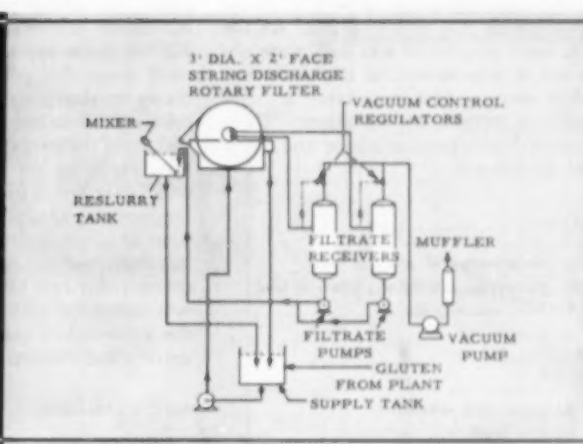 3' DIA. X 2' FACE
STRING DISCHARGE
ROTARY FILTER
MIXER
VACUUM CONTROL
REGULATORS
RESLURRY
TANK
FILTRATE
RECEIVERS
MUFFLER
FILTRATE
PUMPS
VACUUM
PUMP
GLUTEN
FROM PLANT
SUPPLY TANK